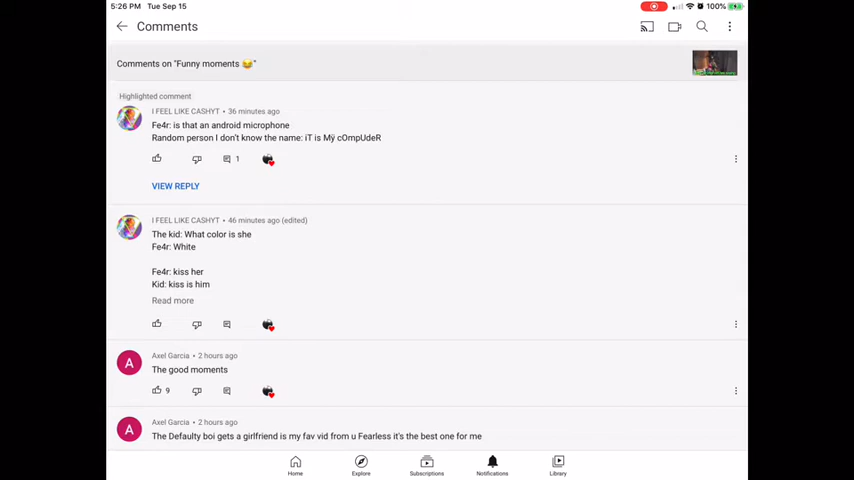 5:26 PM Tue Sep 15 100%
Comments
Comments on "Funny moments 😂"
Highlighted comment
I FEEL LIKE CASHYT • 36 minutes ago
Fe4r: is that an android microphone
Random person I don't know the name: iT is Mÿ cOmpUdeR
1
VIEW REPLY
I FEEL LIKE CASHYT • 46 minutes ago (edited)
The kid: What color is she
Fe4r: White
Fe4r: kiss her
Kid: kiss is him
Read more
A
Axel Garcia • 2 hours ago
The good moments
9
A
Axel Garcia • 2 hours ago
The Defaulty boi gets a girlfriend is my fav vid from u Fearless it's the best one for me
Home Explore Subscriptions Notifications Library